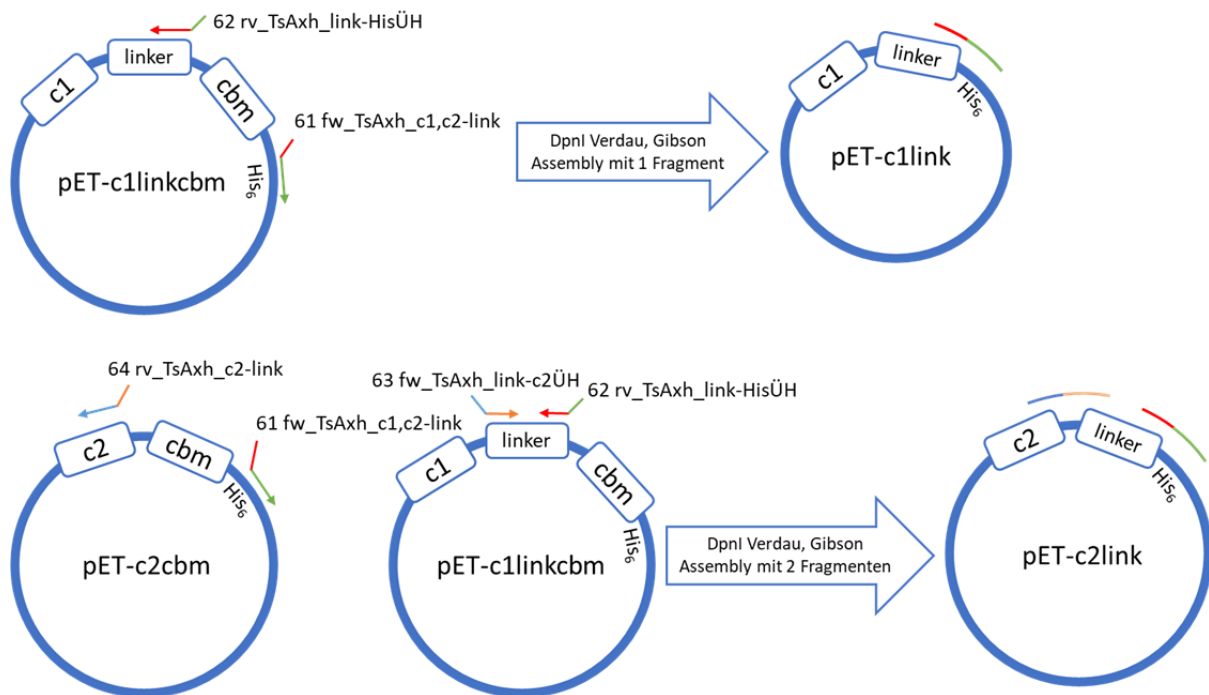 62 rv_TsAxh_link-HisÜH
linker
c1
cbm
61 fw_TsAxh_c1,c2-link
His6
pET-c1linkcbm
DpnI Verdau, Gibson
Assembly mit 1 Fragment
c1
linker
His6
pET-c1link
64 rv_TsAxh_c2-link
61 fw_TsAxh_c1,c2-link
c2
cbm
His6
pET-c2cbm
63 fw_TsAxh_link-c2ÜH
62 rv_TsAxh_link-HisÜH
linker
c1
cbm
His6
pET-c1linkcbm
DpnI Verdau, Gibson
Assembly mit 2 Fragmenten
c2
linker
His6
pET-c2link